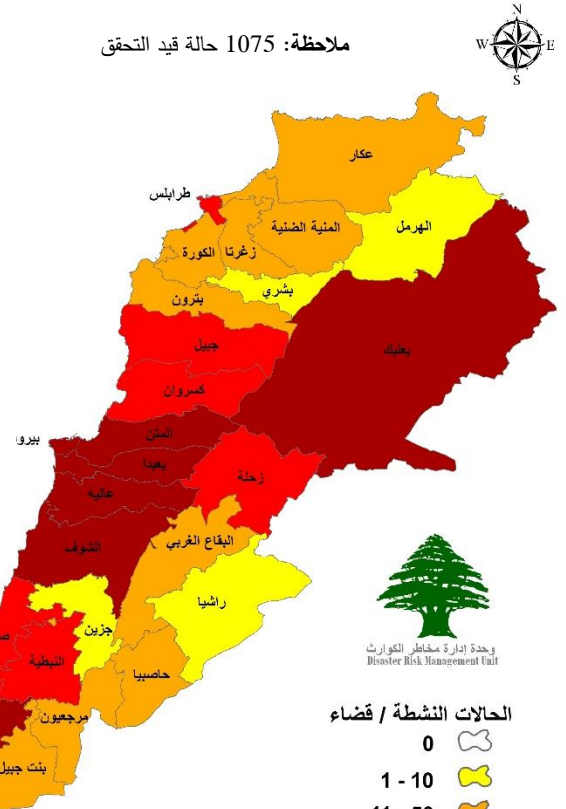 N
W E
S
ملاحظة: 1075 حالة قيد التحقق
عكار
طرابلس
الهرمل
المنية الضنية
زغرتا
الكورة
بشري
بترون
جبيل
بعلبك
كسروان
المتن
بعبدا
زحلة
عاليه
الشوف
البقاع الغربي
راشيا
جزين
النبطية
حاصبيا
مرجعيون
بنت جبيل
وحدة إدارة مخاطر الكوارث
Disaster Risk Management Unit
الحالات النشطة / قضاء
0
1 - 10